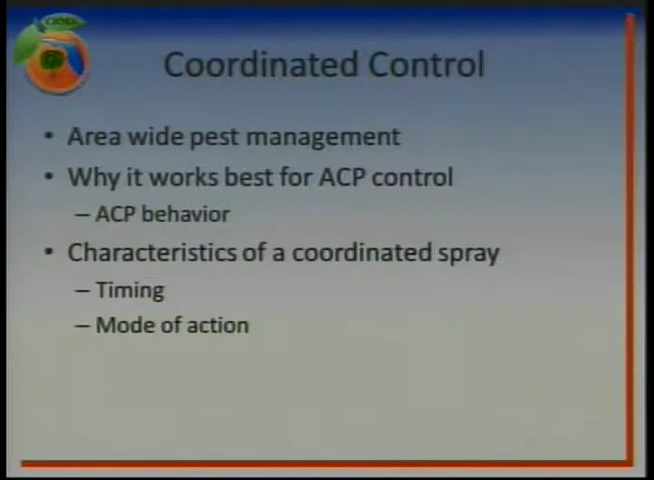 Coordinated Control
• Area wide pest management
• Why it works best for ACP control
– ACP behavior
• Characteristics of a coordinated spray
– Timing
– Mode of action